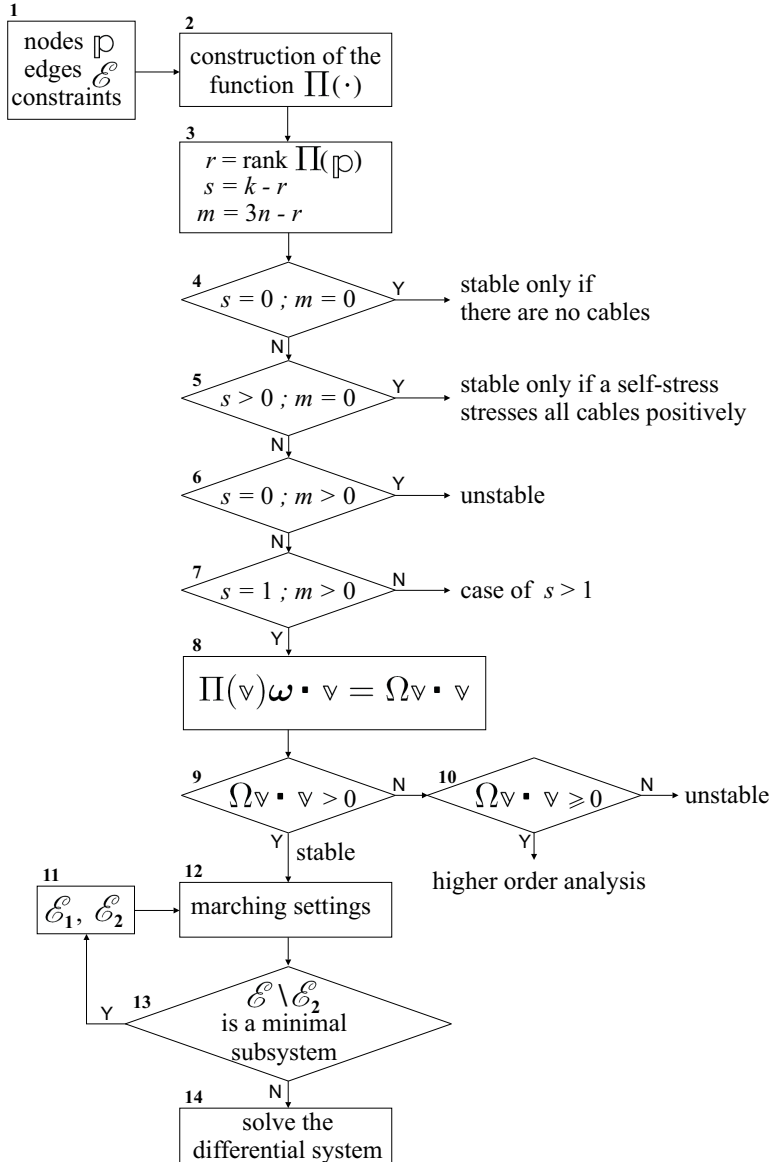 1
nodes 𝕡
edges ℰ
constraints
2
construction of the
function Π(·)
3
r = rank Π(𝕡)
s = k - r
m = 3n - r
4
s = 0 ; m = 0
Y
stable only if
there are no cables
N
5
s > 0 ; m = 0
Y
stable only if a self-stress
stresses all cables positively
N
6
s = 0 ; m > 0
Y
unstable
N
7
s = 1 ; m > 0
N
case of s > 1
Y
8
Π(𝕧)ω ▪ 𝕧 = Ω𝕧 ▪ 𝕧
9
Ω𝕧 ▪ 𝕧 > 0
N
10
Ω𝕧 ▪ 𝕧 ⩾ 0
N
unstable
Y
stable
Y
higher order analysis
11
ℰ₁, ℰ₂
12
marching settings
13
Y
ℰ \ ℰ₂
is a minimal
subsystem
N
14
solve the
differential system